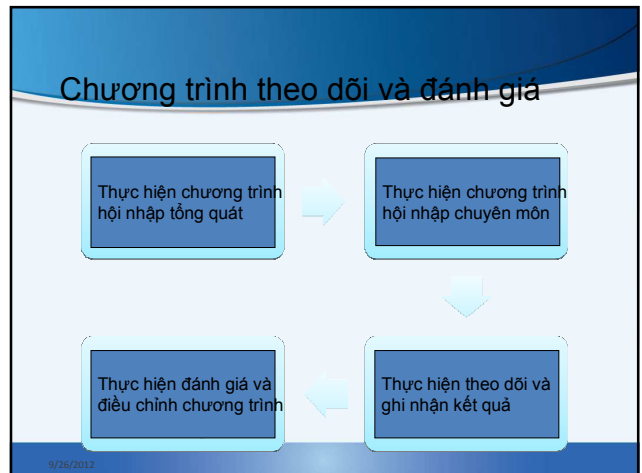 Chương trình theo dõi và đánh giá
Thực hiện chương trình
hội nhập tổng quát
Thực hiện chương trình
hội nhập chuyên môn
Thực hiện theo dõi và
ghi nhận kết quả
Thực hiện đánh giá và
điều chỉnh chương trình
9/26/2012